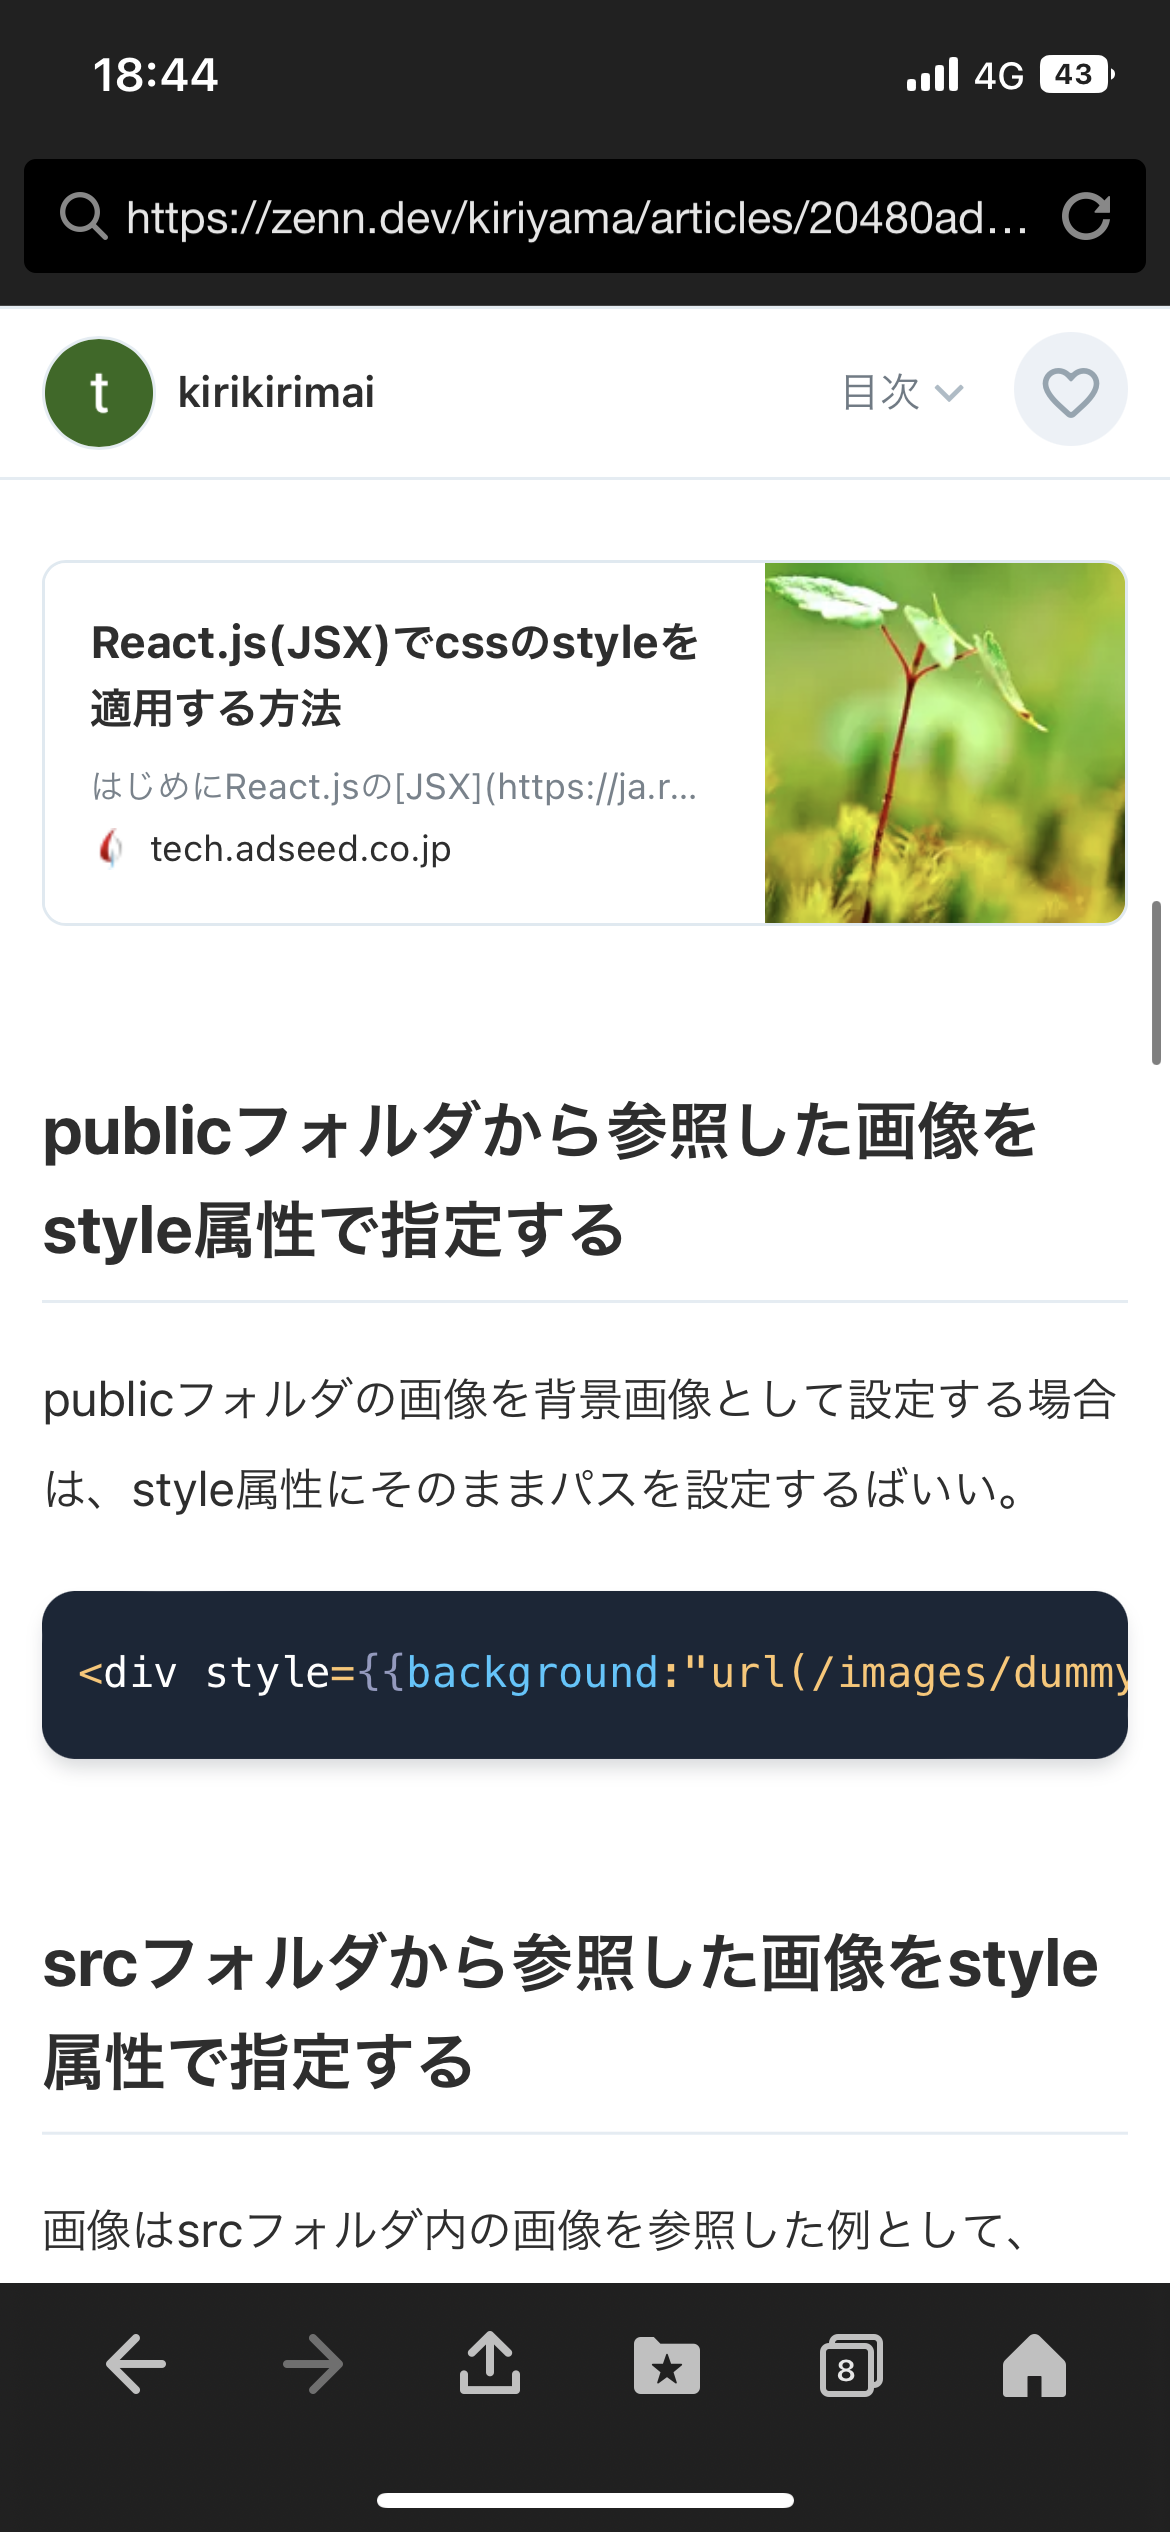 18:44
4G
43
https://zenn.dev/kiriyama/articles/20480ad...
t
kirikirimai
目次
React.js(JSX)でcssのstyleを
適用する方法
はじめにReact.jsの[JSX](https://ja.r...
tech.adseed.co.jp
publicフォルダから参照した画像を
style属性で指定する
publicフォルダの画像を背景画像として設定する場合
は、style属性にそのままパスを設定するばいい。
<div style={{background:"url(/images/dummy
srcフォルダから参照した画像をstyle
属性で指定する
画像はsrcフォルダ内の画像を参照した例として、
8